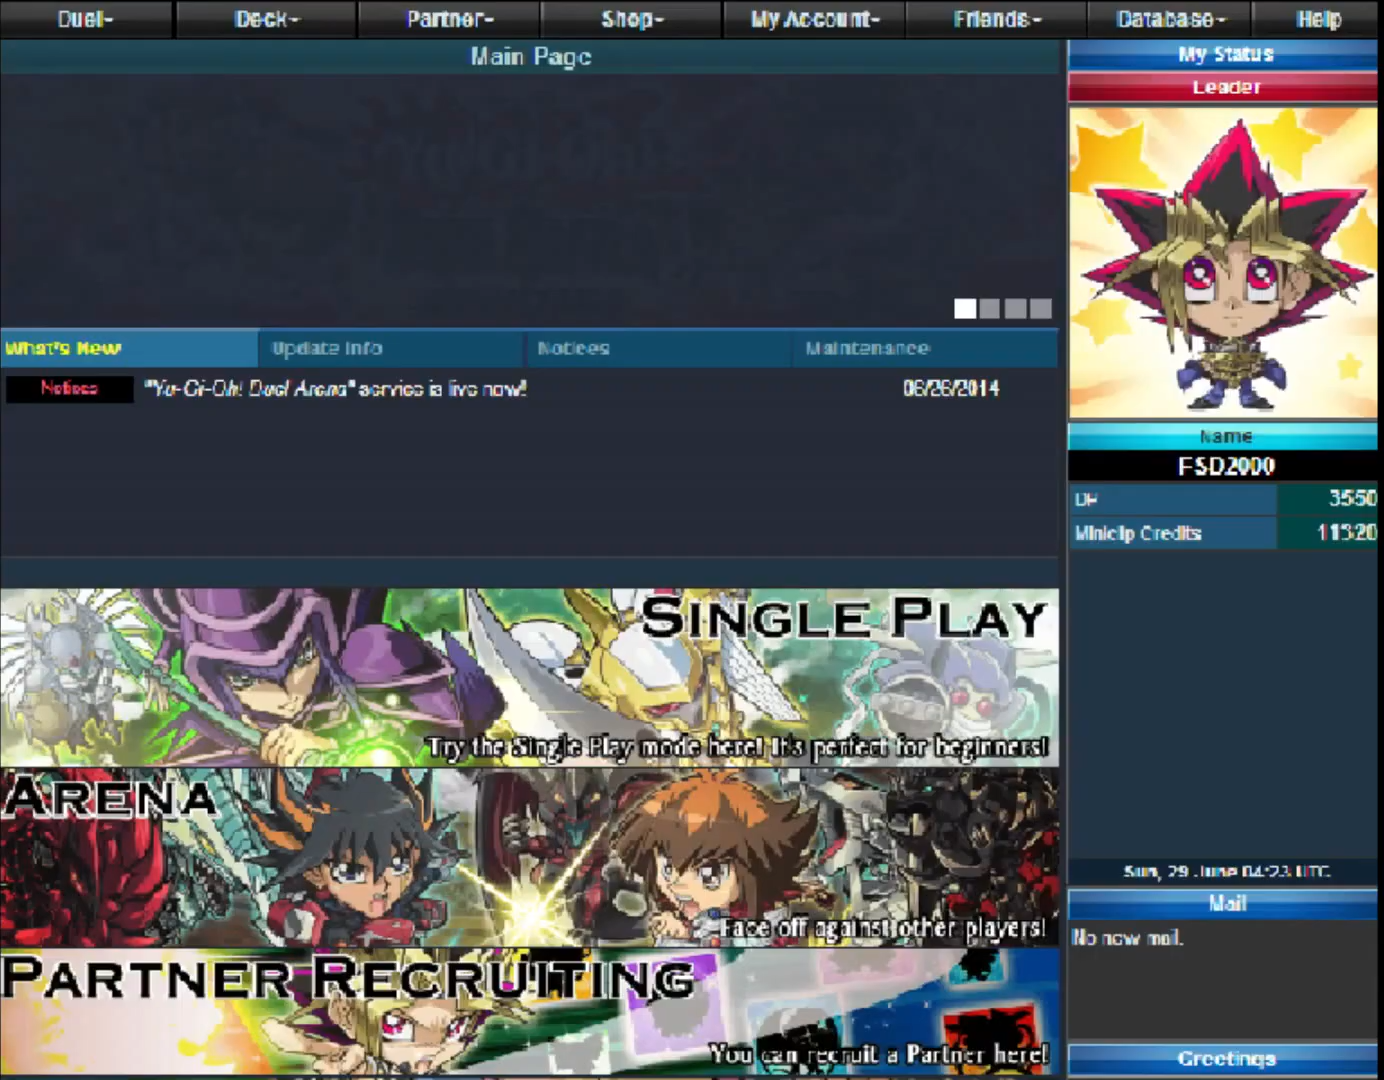 Duel-
Deck-
Partner-
Shop-
My Account-
Friends-
Database-
Help
Main Page
My Status
Leader
What's New
Update Info
Notices
Maintenance
Notices
"Yu-Gi-Oh! Duel Arena" service is live now!
06/26/2014
Name
FSD2000
DP
3550
Miniclip Credits
11320
SINGLE PLAY
Try the Single Play mode here! It's perfect for beginners!
ARENA
Face off against other players!
PARTNER RECRUITING
You can recruit a Partner here!
Sun, 29 June 04:23 UTC
Mail
No new mail.
Greetings